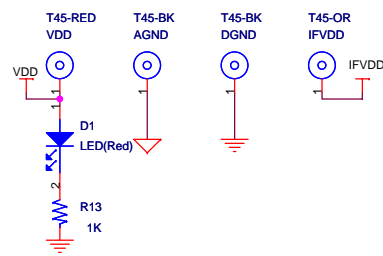 T45-RED T45-BK T45-BK T45-OR
VDD AGND DGND IFVDD
VDD IFVDD
1 1 1 1
1
D1
LED(Red)
2
R13
1K